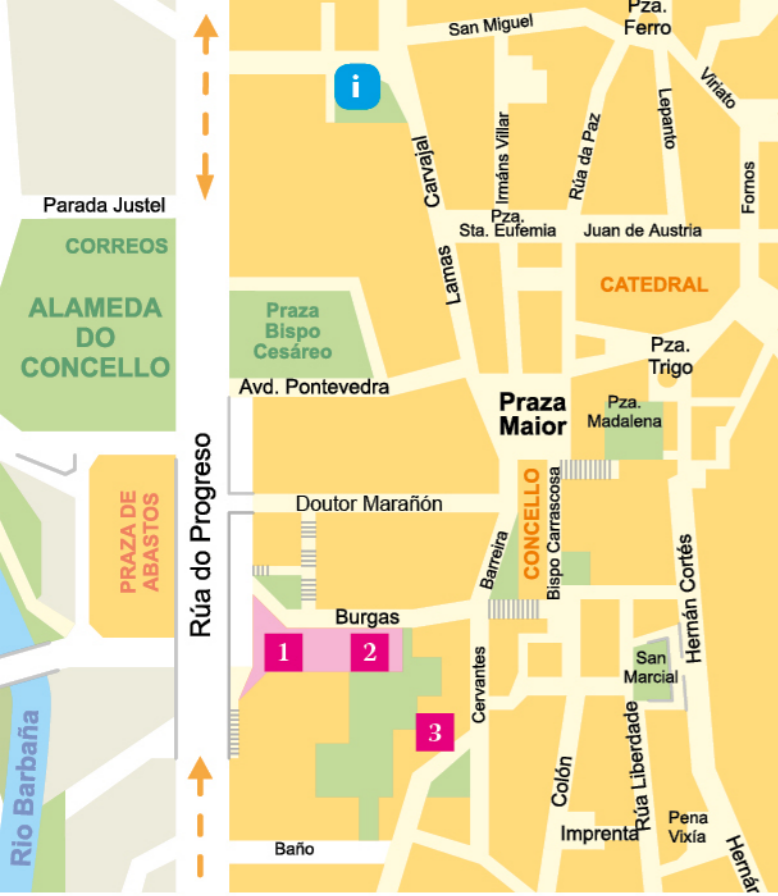 Pza.
Ferro
San Miguel
i
Viriato
Lepanto
Carvajal
Irmáns Villar
Rúa da Paz
Fornos
Parada Justel
Pza.
Sta. Eufemia
Juan de Austria
CORREOS
Lamas
CATEDRAL
ALAMEDA
DO
CONCELLO
Praza
Bispo
Cesáreo
Pza.
Trigo
Avd. Pontevedra
Praza
Maior
Pza.
Madalena
Rúa do Progreso
PRAZA DE
ABASTOS
Doutor Marañón
CONCELLO
Bispo Carrascosa
Barreira
Hernán Cortés
Burgas
1
2
San
Marcial
Cervantes
3
Rio Barbaña
Colón
Rúa Liberdade
Imprenta
Pena
Vixía
Baño
Hernán